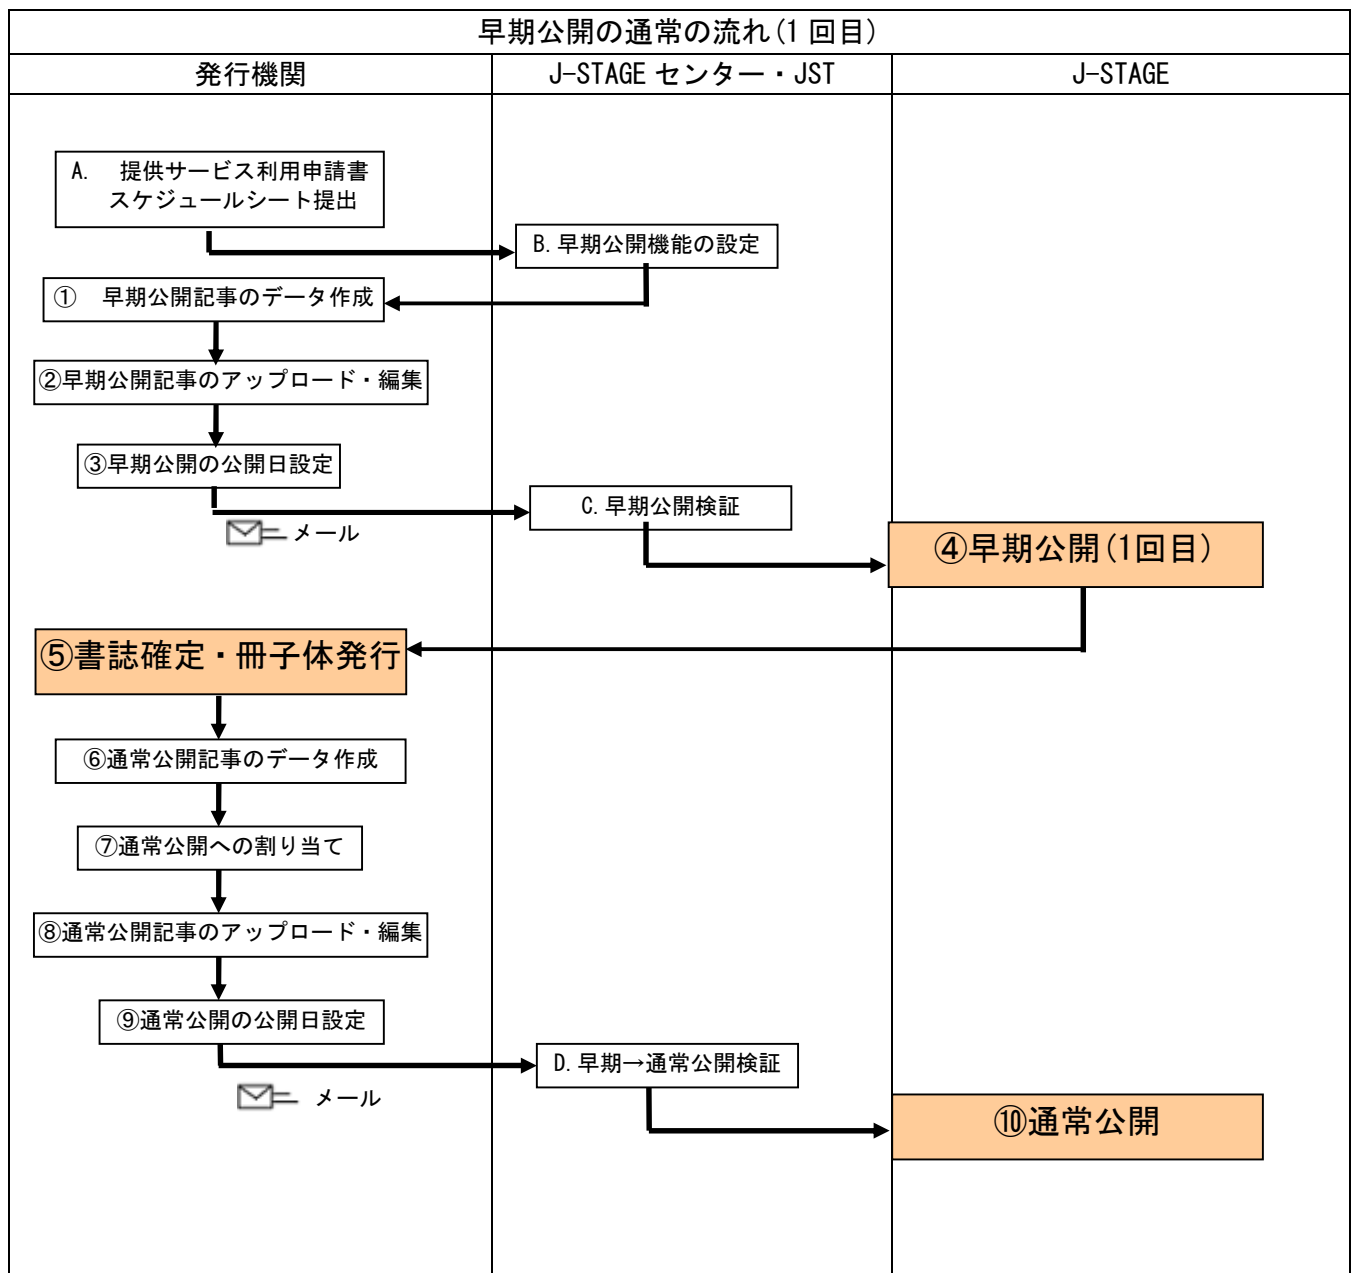 早期公開の通常の流れ(1回目)
発行機関
J-STAGE センター・JST
J-STAGE
A. 提供サービス利用申請書
スケジュールシート提出
B.早期公開機能の設定
① 早期公開記事のデータ作成
②早期公開記事のアップロード・編集
③早期公開の公開日設定
メール
C.早期公開検証
④早期公開(1回目)
⑤書誌確定・冊子体発行
⑥通常公開記事のデータ作成
⑦通常公開への割り当て
⑧通常公開記事のアップロード・編集
⑨通常公開の公開日設定
メール
D.早期→通常公開検証
⑩通常公開